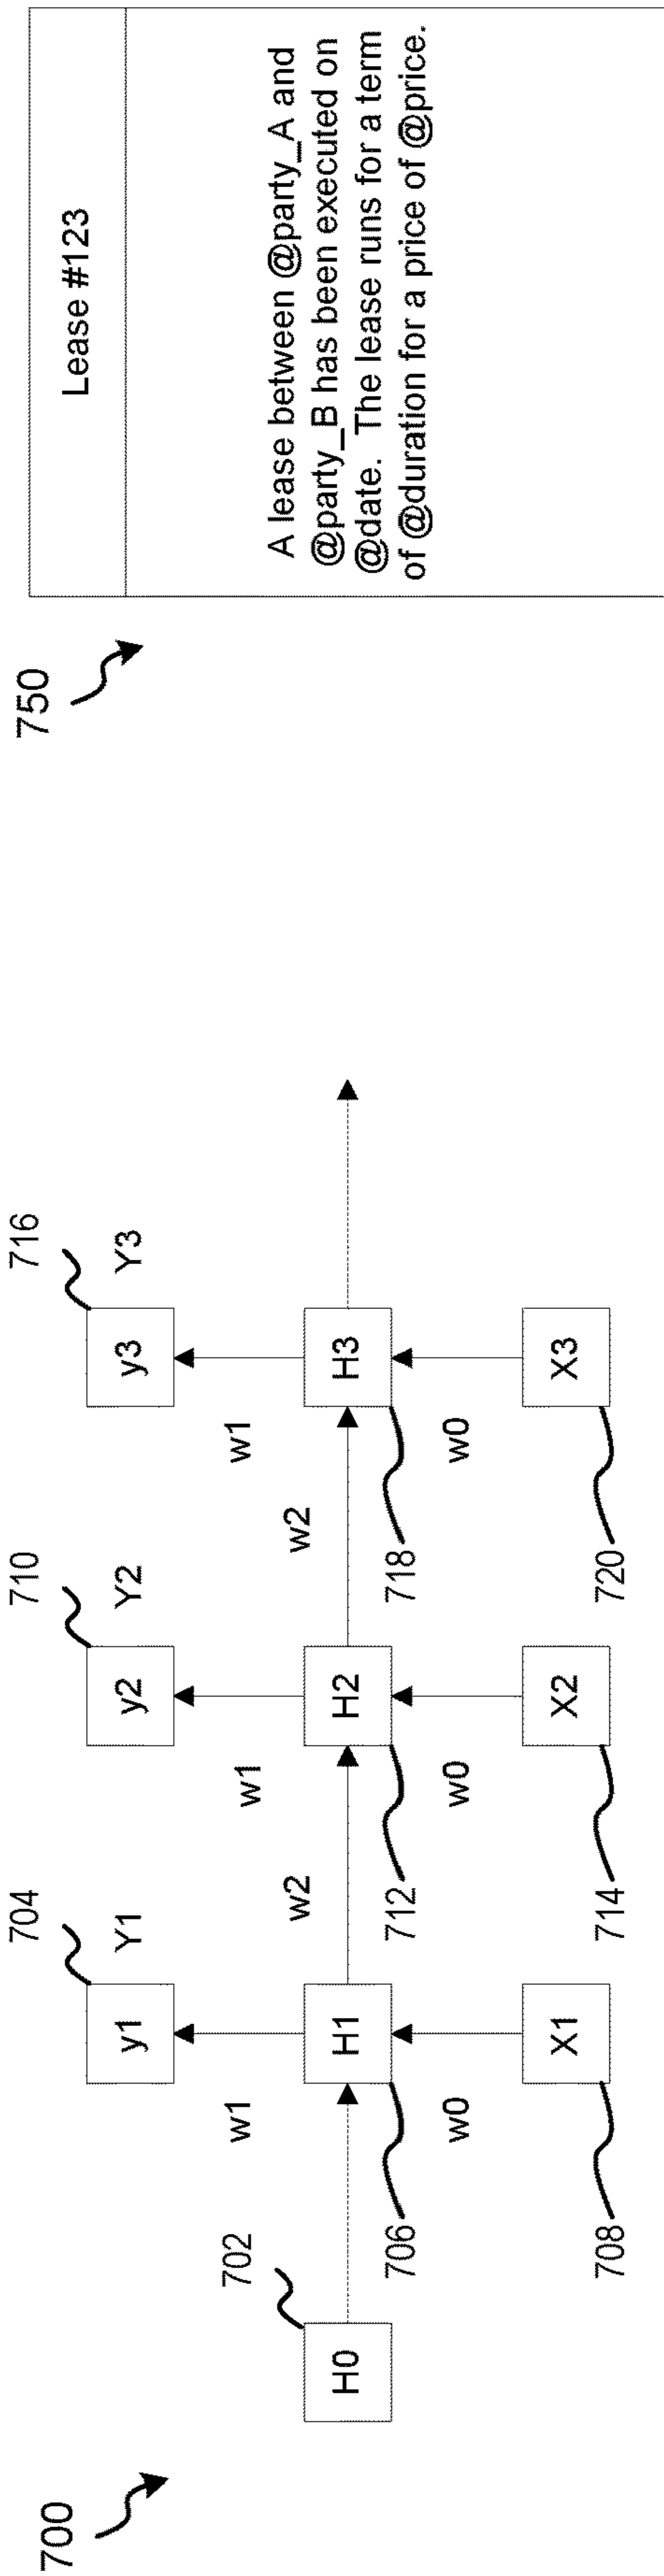 700
702
H0
704
y1
Y1
w1
H1
706
w0
X1
708
w2
710
y2
Y2
w1
H2
712
w0
X2
714
w2
716
y3
Y3
w1
H3
718
w0
X3
720
750
Lease #123
A lease between @party_A and
@party_B has been executed on
@date. The lease runs for a term
of @duration for a price of @price.